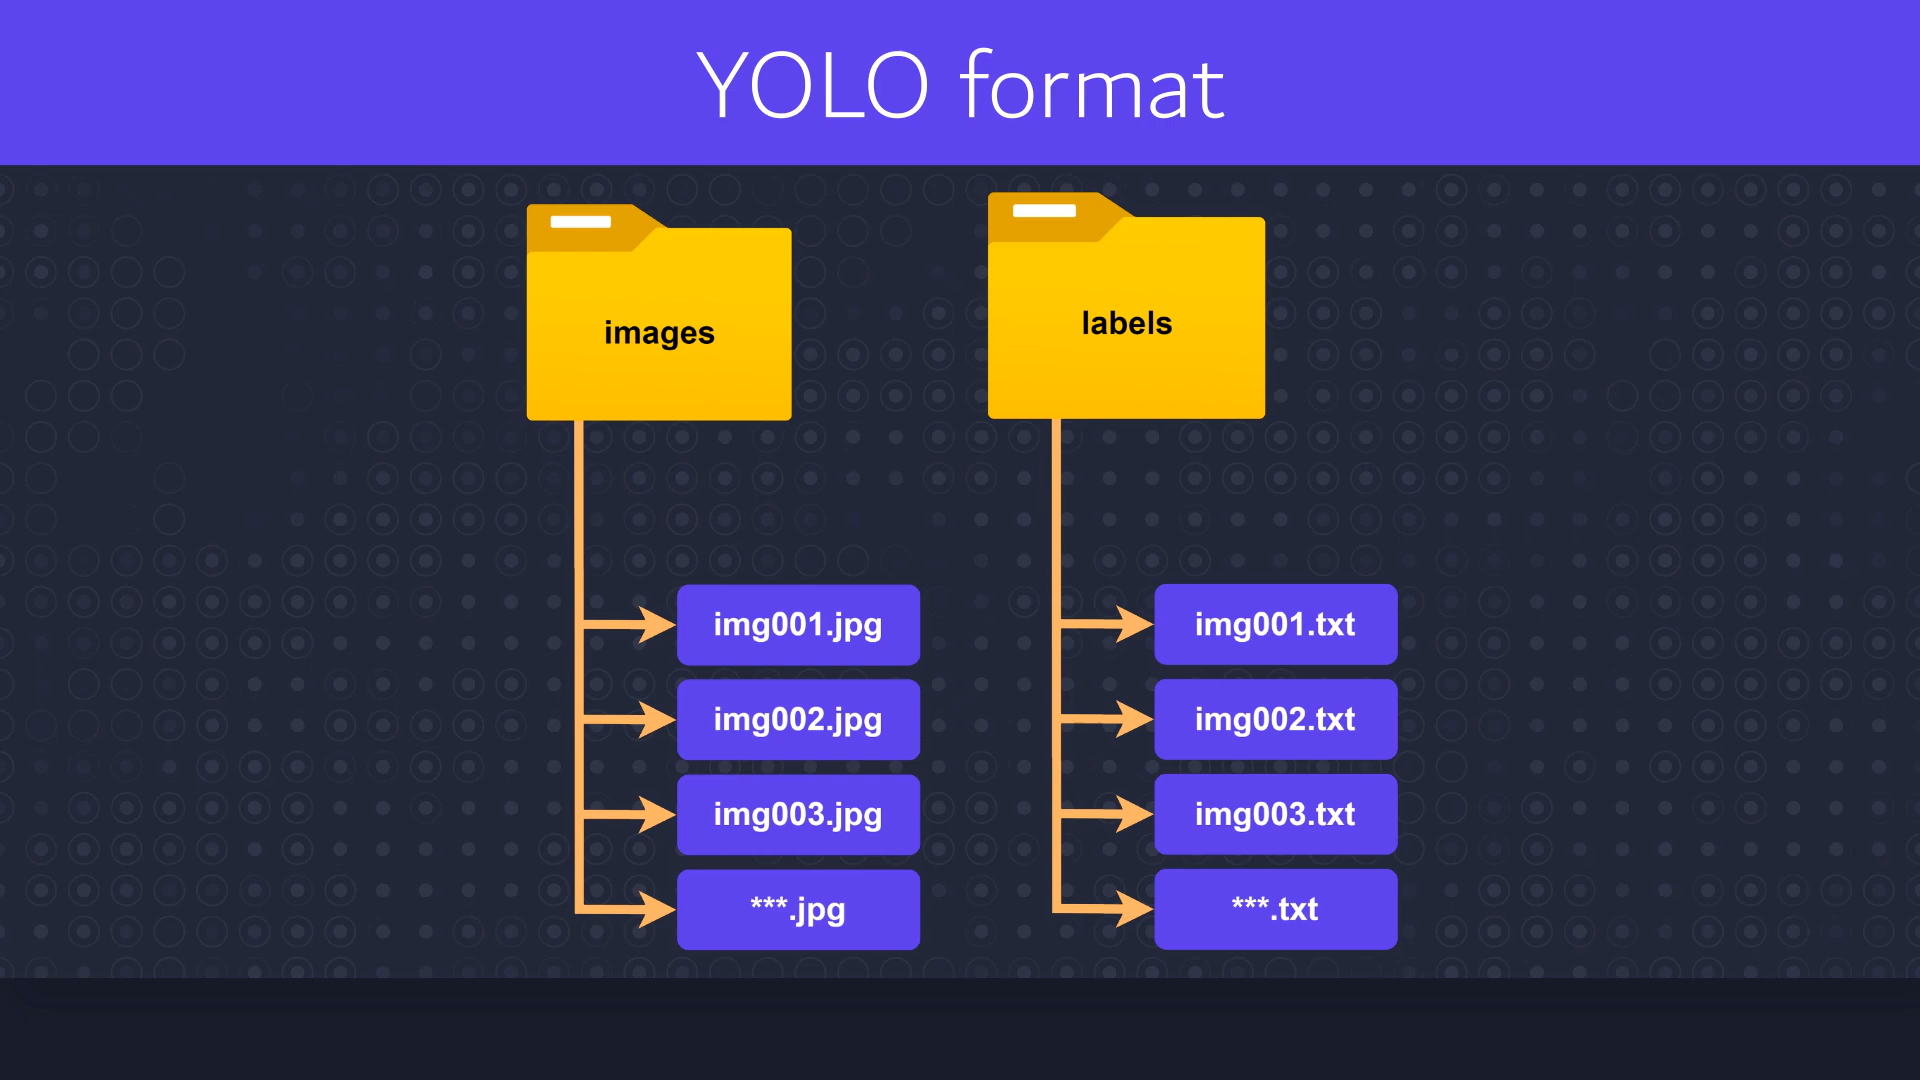 YOLO format
images
labels
img001.jpg
img002.jpg
img003.jpg
***.jpg
img001.txt
img002.txt
img003.txt
***.txt